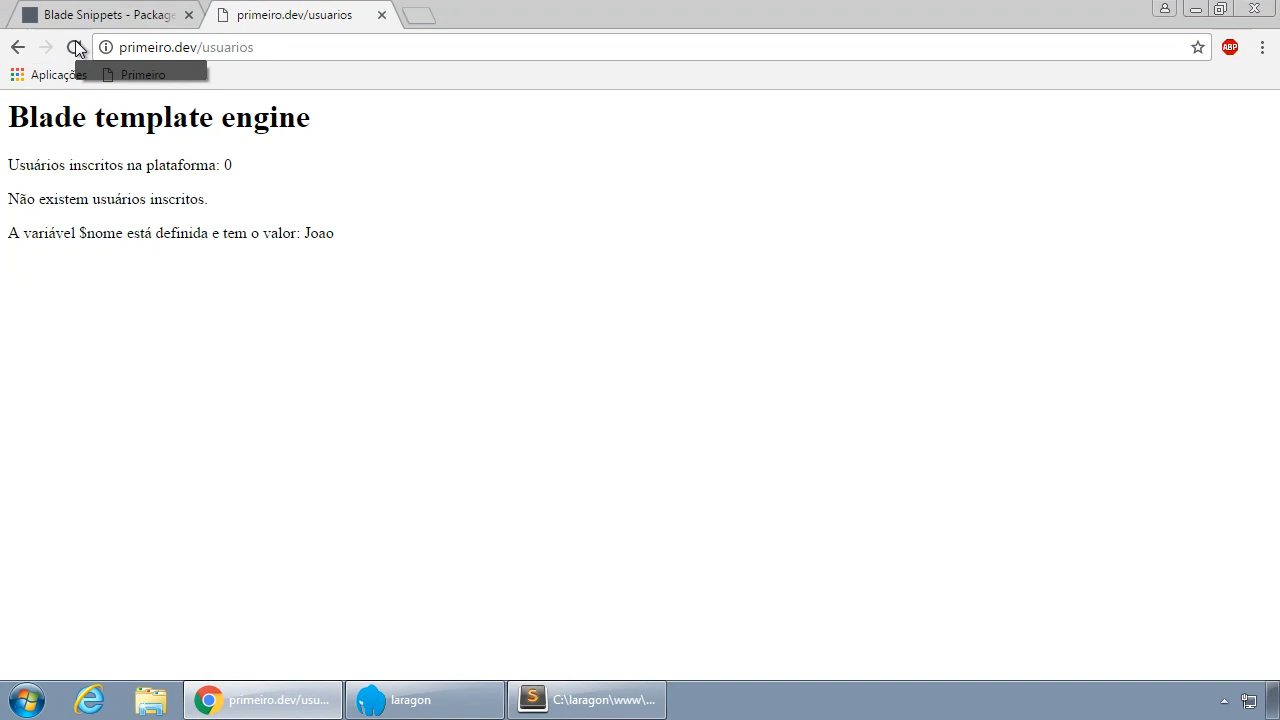 Blade Snippets - Package
primeiro.dev/usuarios
primeiro.dev/usuarios
ABP
Aplicações
Primeiro
Blade template engine
Usuários inscritos na plataforma: 0
Não existem usuários inscritos.
A variável $nome está definida e tem o valor: Joao
primeiro.dev/usu...
laragon
S
C:\laragon\www\...